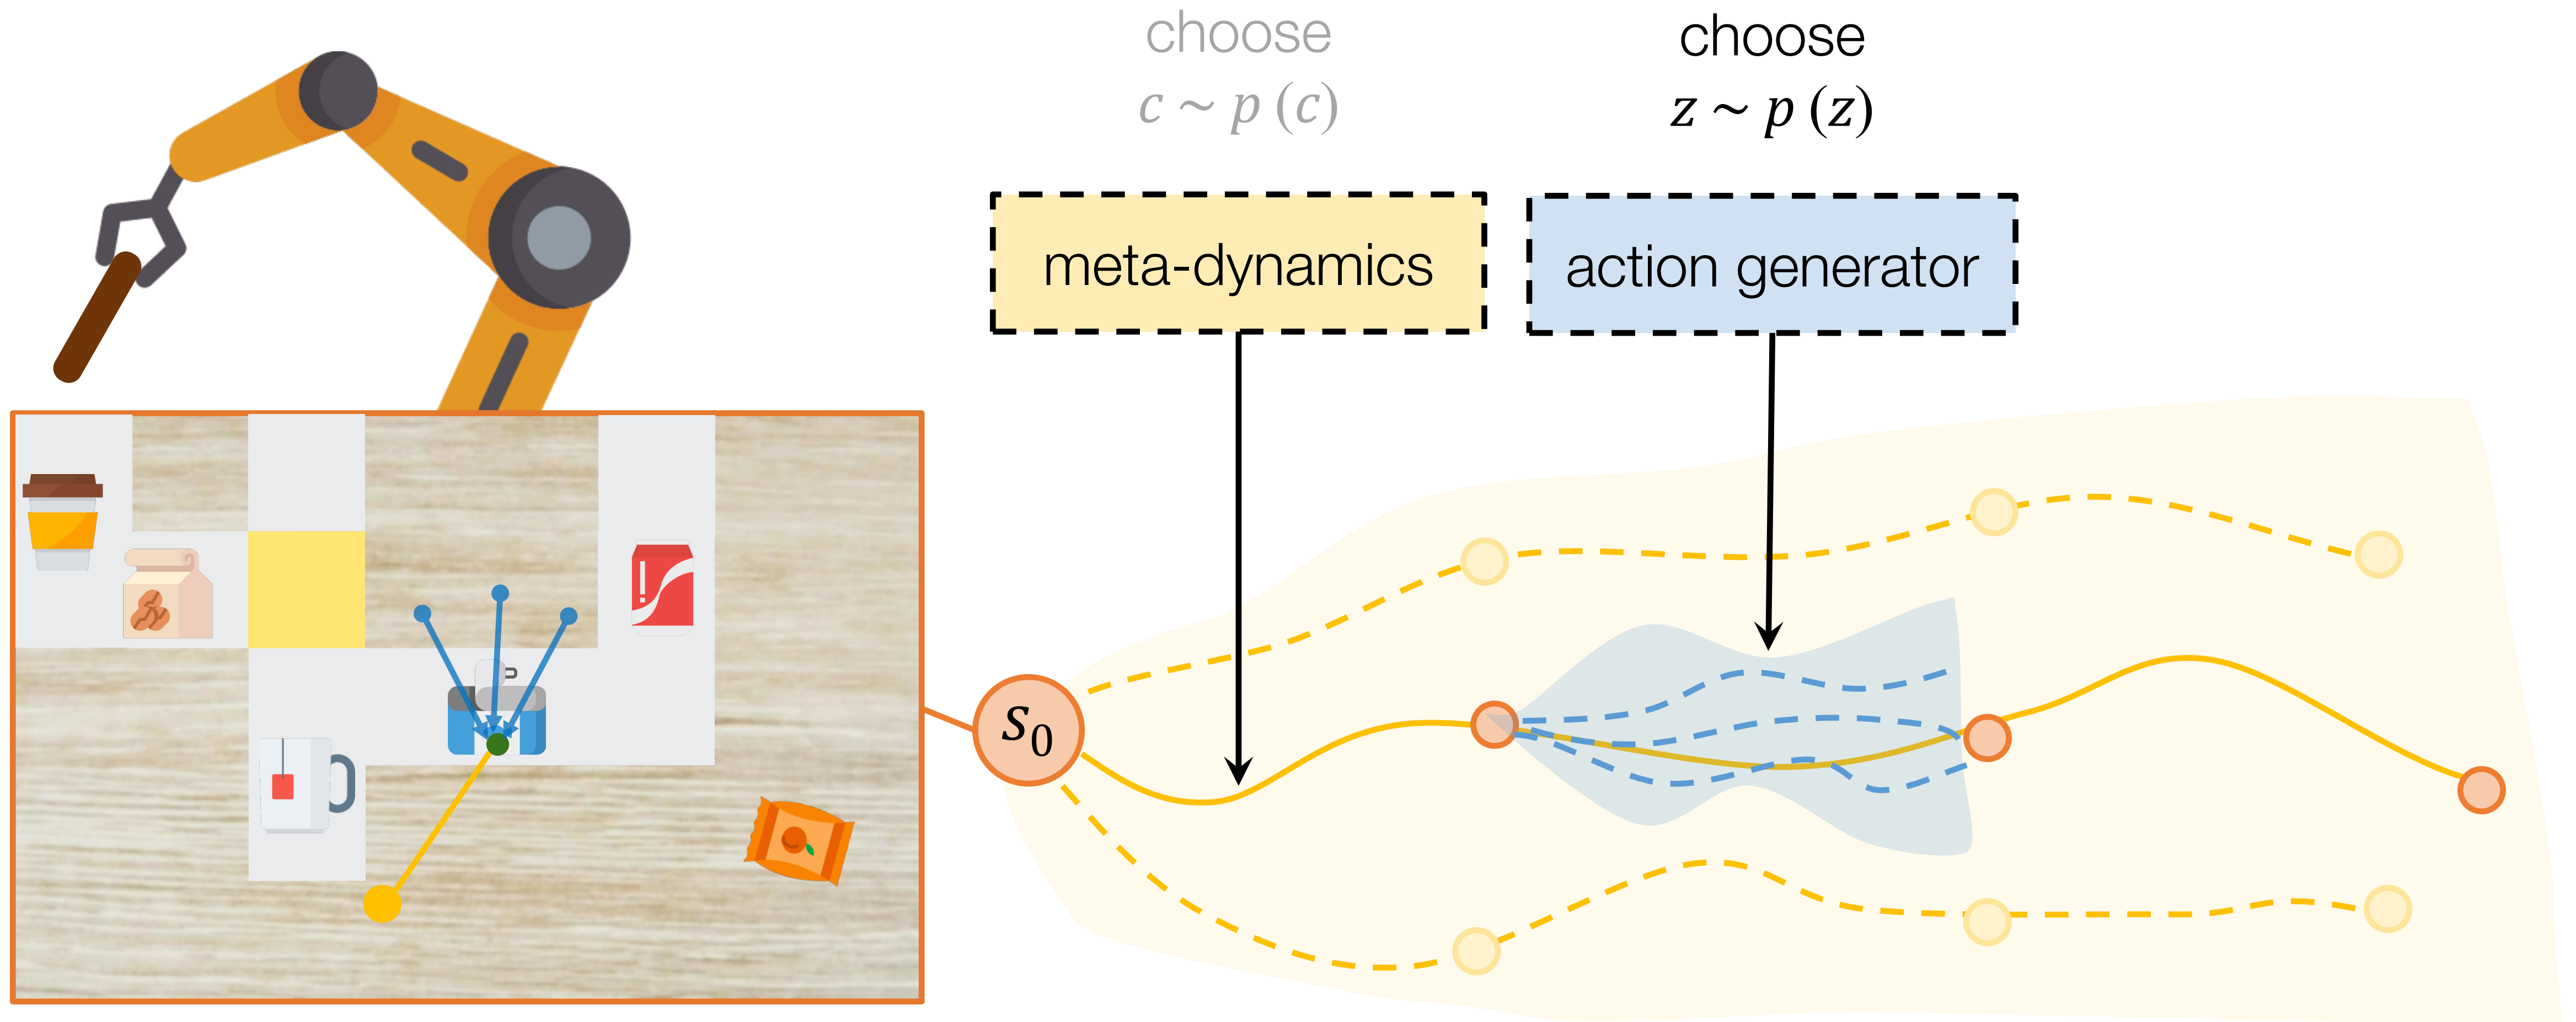 choose
c ~ p (c)
choose
z ~ p (z)
meta-dynamics
action generator
s₀